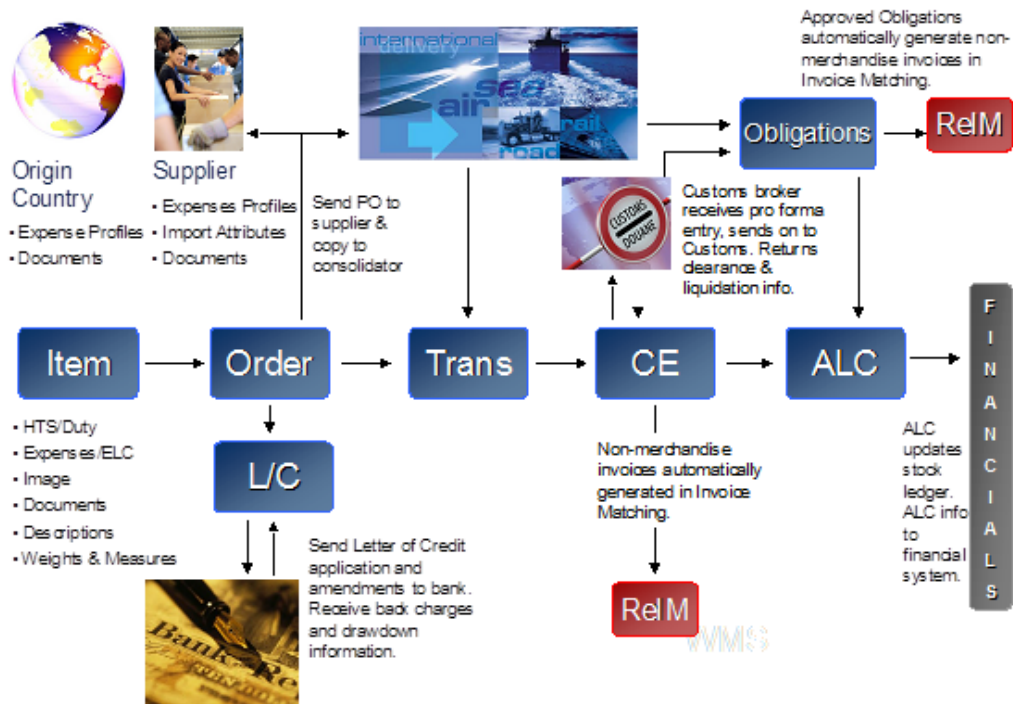 Approved Obligations
automatically generate non-
merchandise invoices in
Invoice Matching.
international
delivery
sea
air
rail
road
Obligations
ReIM
Origin
Country
• Expense Profiles
• Documents
Supplier
• Expenses Profiles
• Import Attributes
• Documents
Send PO to
supplier &
copy to
consolidator
CUSTOMS
DOUANE
Customs broker
receives pro forma
entry, sends on to
Customs. Returns
clearance &
liquidation info.
Item
Order
Trans
CE
ALC
FINANCIALS
• HTS/Duty
• Expenses/ELC
• Image
• Documents
• Descriptions
• Weights & Measures
L/C
Non-merchandise
invoices automatically
generated in Invoice
Matching.
ALC
updates
stock
ledger.
ALC info
to
financial
system.
Send Letter of Credit
application and
amendments to bank.
Receive back charges
and drawdown
information.
ReIM
WMS
Bank